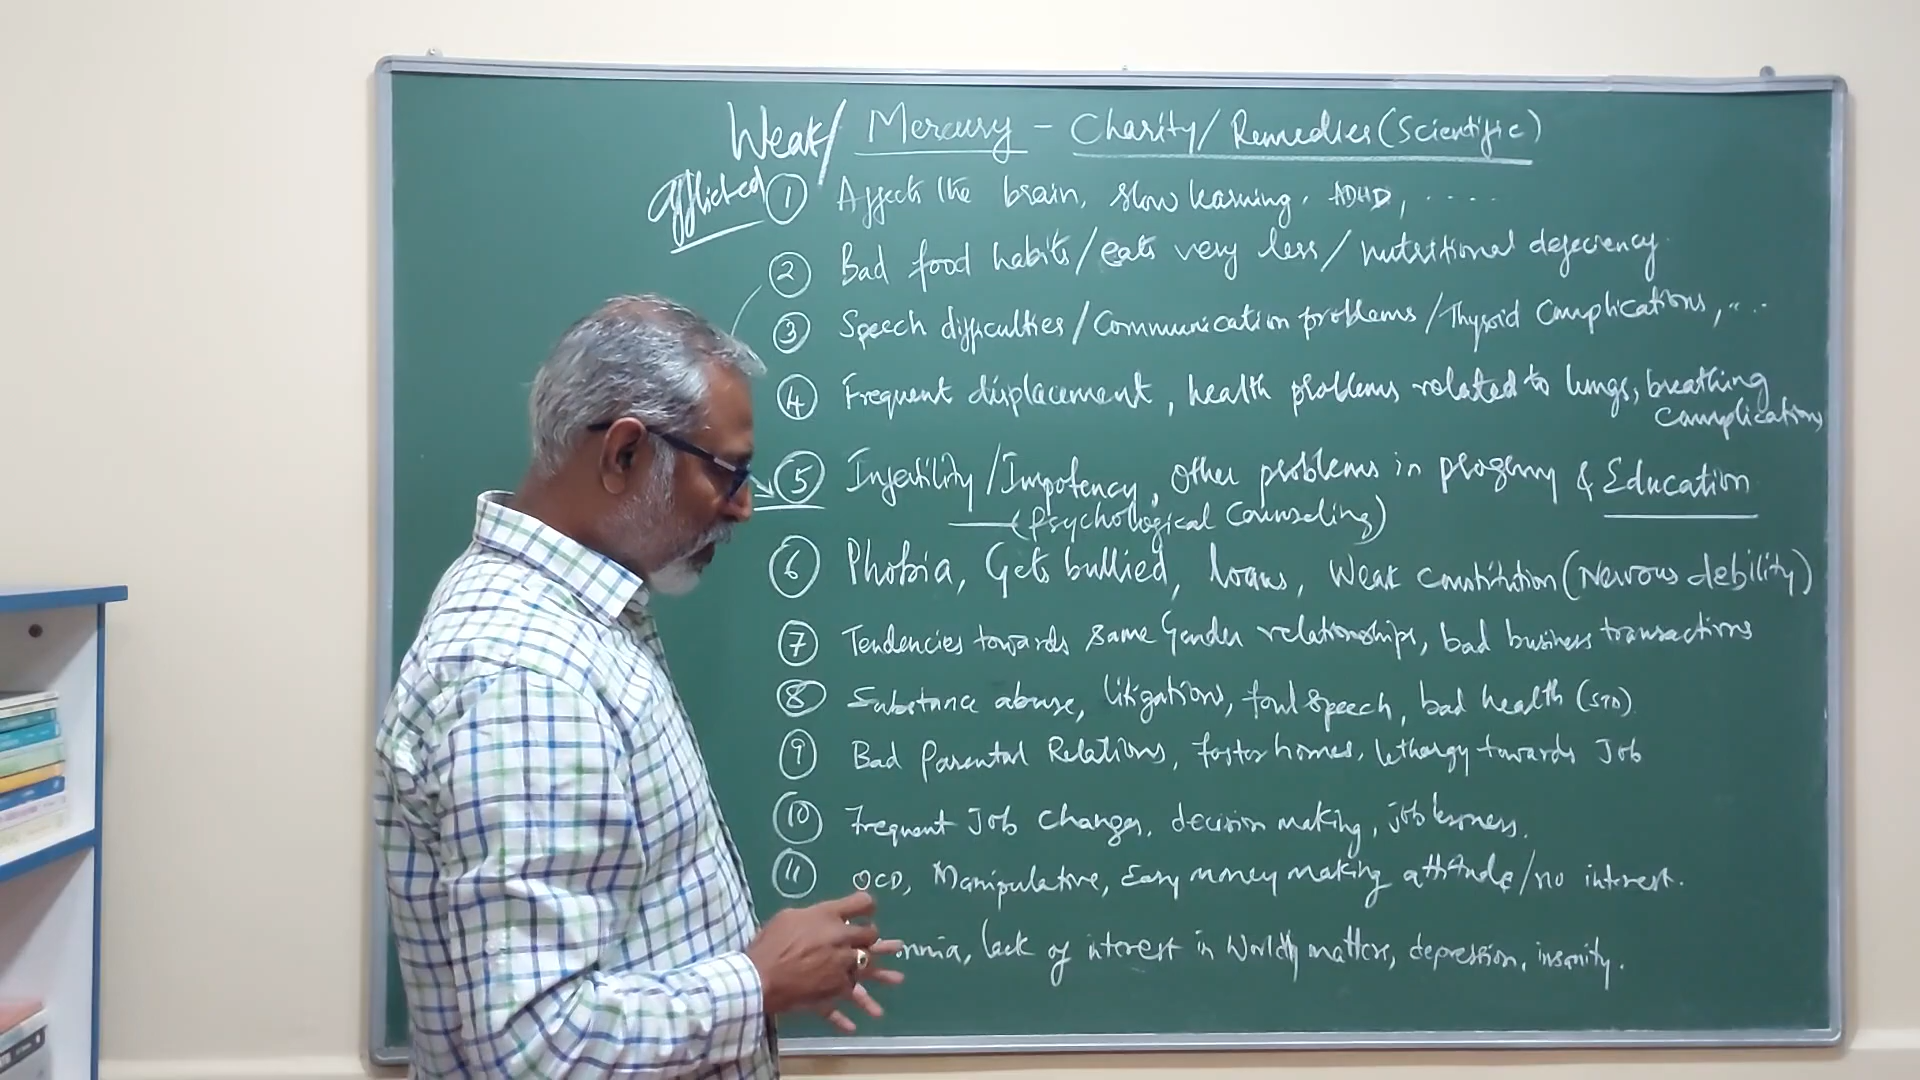 Weak/ Mercury - Charity/Remedies (Scientific)
afflicted
① Affects the brain, slow learning. ADHD, ....
② Bad food habits/eats very less/nutritional defeciency.
③ Speech difficulties/Communication problems/Thyroid Complications, ...
④ Frequent displacement, health problems related to lungs, breathing
complications
⑤ Infertility/Impotency, Other problems in progeny & Education
(Psychological Counseling)
⑥ Phobia, Gets bullied, loans, Weak constitution (Nervous debility)
⑦ Tendencies towards same Gender relationships, bad business transactions
⑧ Substance abuse, litigations, foul speech, bad health (STD).
⑨ Bad Parental Relations, foster homes, lethargy towards Job
⑩ Frequent Job changes, decision making, joblessness.
⑪ OCD, Manipulative, Easy money making attitude/no interest.
lack of interest in Worldly matters, depression, insanity.